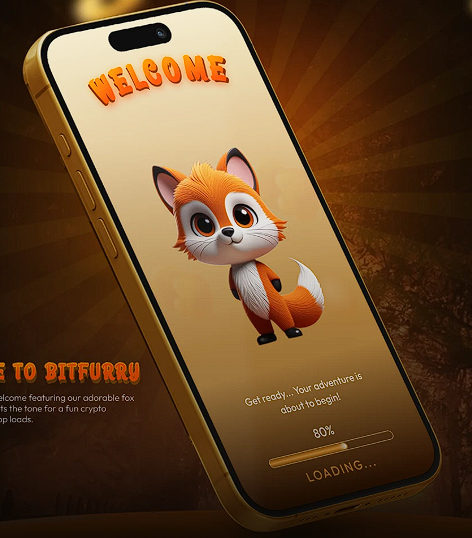 WELCOME
Get ready... Your adventure is
about to begin!
80%
LOADING...
E TO BITFURRY
elcome featuring our adorable fox
ts the tone for a fun crypto
pp loads.